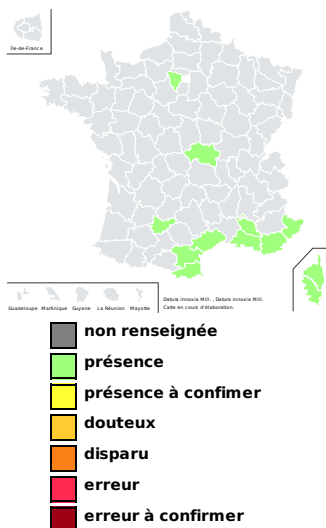 Île-de-France
Guadeloupe Martinique Guyane La Réunion Mayotte
Datura innoxia Mill. , Datura innoxia Mill.
Carte en cours d'élaboration.
non renseignée
présence
présence à confimer
douteux
disparu
erreur
erreur à confirmer